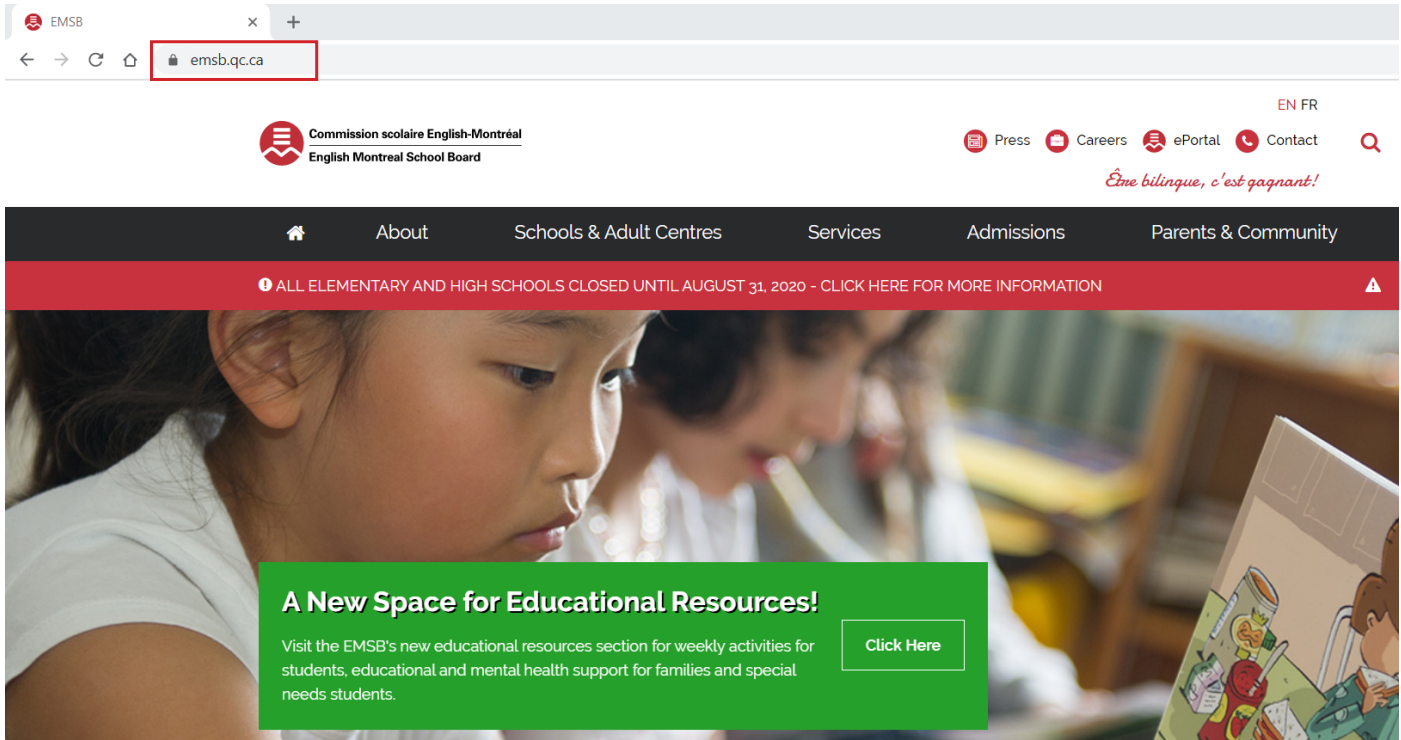 EMSB
emsb.qc.ca
EN FR
Commission scolaire English-Montréal
English Montreal School Board
Press Careers ePortal Contact
Être bilingue, c'est gagnant!
About Schools & Adult Centres Services Admissions Parents & Community
ALL ELEMENTARY AND HIGH SCHOOLS CLOSED UNTIL AUGUST 31, 2020 - CLICK HERE FOR MORE INFORMATION
A New Space for Educational Resources!
Visit the EMSB's new educational resources section for weekly activities for
students, educational and mental health support for families and special
needs students.
Click Here